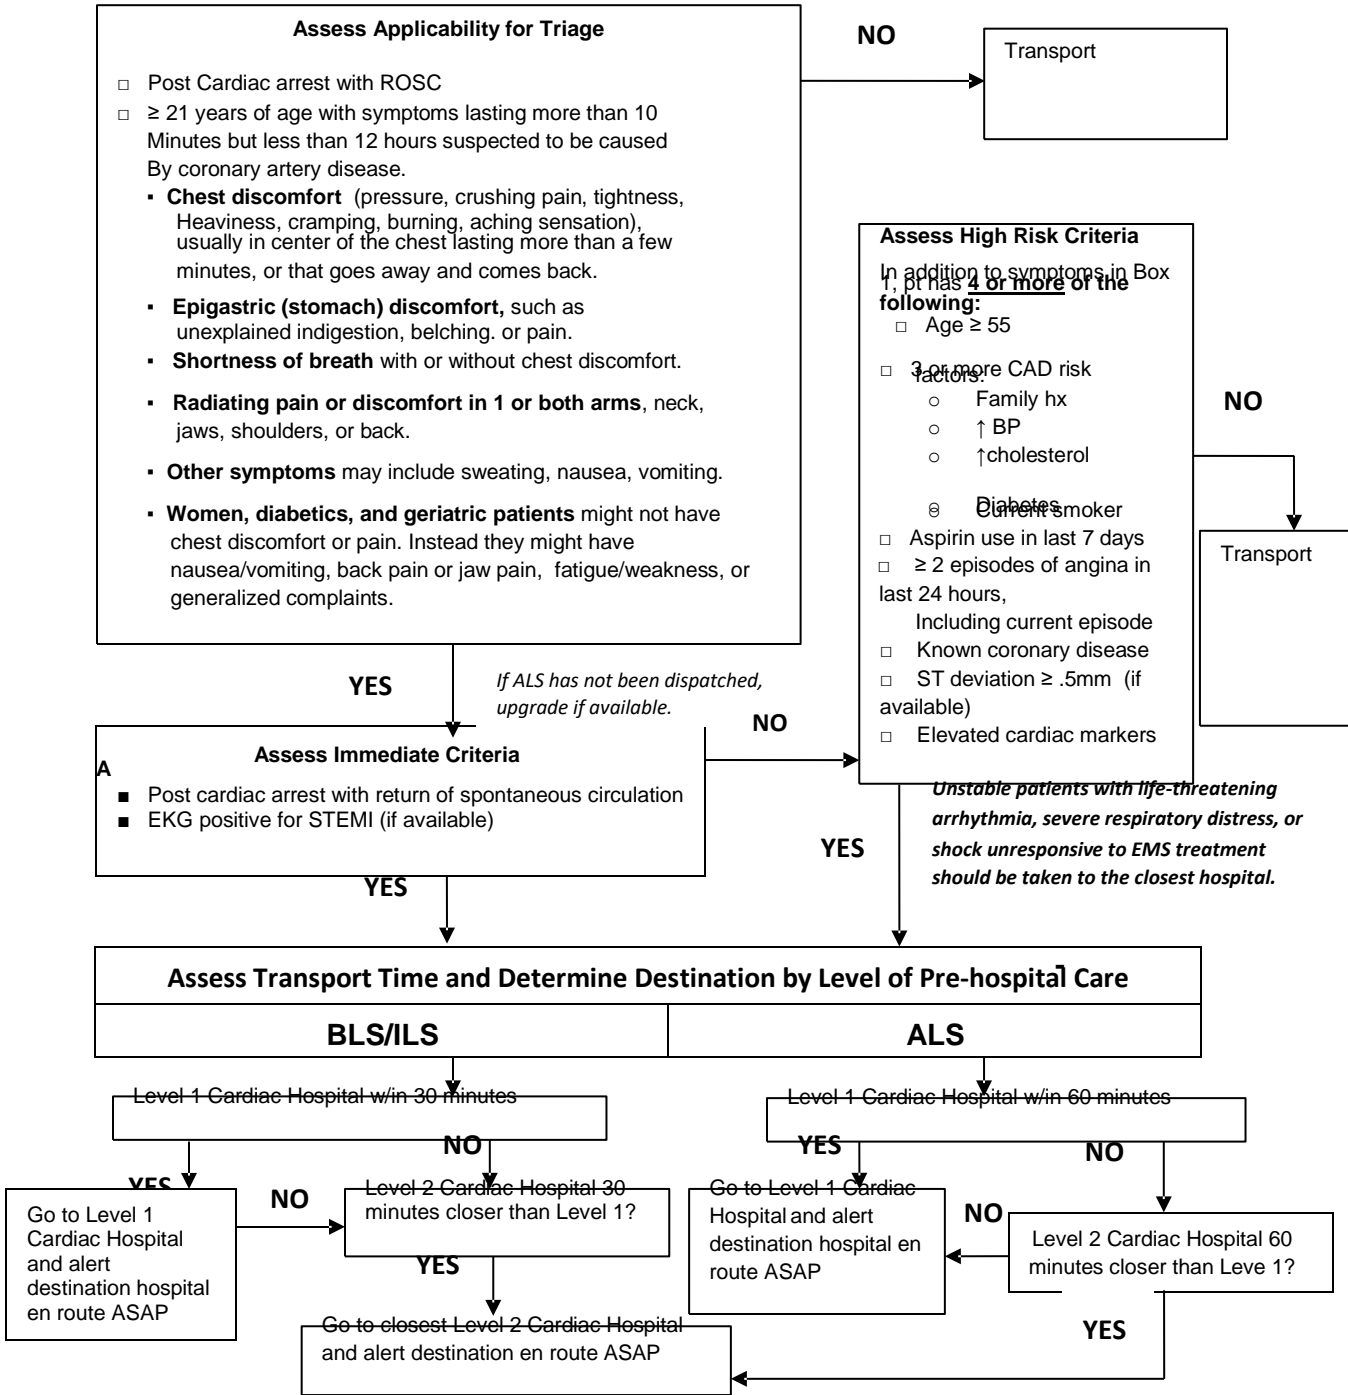 Assess Applicability for Triage
□ Post Cardiac arrest with ROSC
□ ≥ 21 years of age with symptoms lasting more than 10
Minutes but less than 12 hours suspected to be caused
By coronary artery disease.
▪ Chest discomfort (pressure, crushing pain, tightness,
Heaviness, cramping, burning, aching sensation),
usually in center of the chest lasting more than a few
minutes, or that goes away and comes back.
▪ Epigastric (stomach) discomfort, such as
unexplained indigestion, belching. or pain.
▪ Shortness of breath with or without chest discomfort.
▪ Radiating pain or discomfort in 1 or both arms, neck,
jaws, shoulders, or back.
▪ Other symptoms may include sweating, nausea, vomiting.
▪ Women, diabetics, and geriatric patients might not have
chest discomfort or pain. Instead they might have
nausea/vomiting, back pain or jaw pain, fatigue/weakness, or
generalized complaints.
NO
Transport
YES
If ALS has not been dispatched,
upgrade if available.
Assess Immediate Criteria
A
■ Post cardiac arrest with return of spontaneous circulation
■ EKG positive for STEMI (if available)
NO
YES
Assess High Risk Criteria
In addition to symptoms in Box
1, pt has 4 or more of the
following:
□ Age ≥ 55
□ 3 or more CAD risk
factors:
○ Family hx
○ ↑ BP
○ ↑cholesterol
○ Diabetes
○ Current smoker
□ Aspirin use in last 7 days
□ ≥ 2 episodes of angina in
last 24 hours,
Including current episode
□ Known coronary disease
□ ST deviation ≥ .5mm (if
available)
□ Elevated cardiac markers
NO
Transport
YES
Unstable patients with life-threatening
arrhythmia, severe respiratory distress, or
shock unresponsive to EMS treatment
should be taken to the closest hospital.
Assess Transport Time and Determine Destination by Level of Pre-hospital Care
BLS/ILS
ALS
Level 1 Cardiac Hospital w/in 30 minutes
Level 1 Cardiac Hospital w/in 60 minutes
YES
NO
YES
NO
Go to Level 1
Cardiac Hospital
and alert
destination hospital
en route ASAP
NO
Level 2 Cardiac Hospital 30
minutes closer than Level 1?
YES
Go to Level 1 Cardiac
Hospital and alert
destination hospital en
route ASAP
NO
Level 2 Cardiac Hospital 60
minutes closer than Leve 1?
YES
Go to closest Level 2 Cardiac Hospital
and alert destination en route ASAP